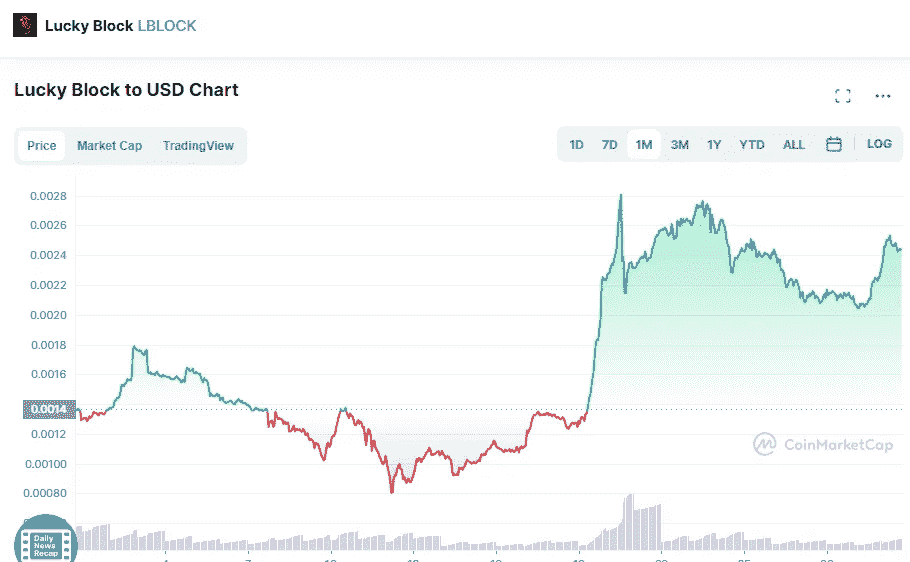 Lucky Block LBLOCK
Lucky Block to USD Chart
Price Market Cap TradingView
1D 7D 1M 3M 1Y YTD ALL LOG
0.0028
0.0026
0.0024
0.0022
0.0020
0.0018
0.0016
0.0014
0.0012
0.00100
0.00080
CoinMarketCap
Daily
News
Recap